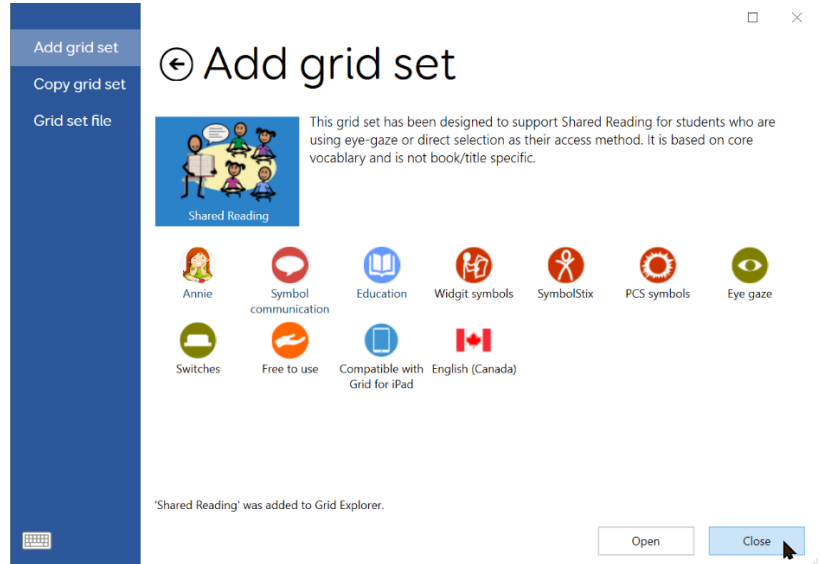 Add grid set
Copy grid set
Grid set file
Add grid set
Shared Reading
This grid set has been designed to support Shared Reading for students who are
using eye-gaze or direct selection as their access method. It is based on core
vocablary and is not book/title specific.
Annie
Symbol
communication
Education
Widgit symbols
SymbolStix
PCS symbols
Eye gaze
Switches
Free to use
Compatible with
Grid for iPad
English (Canada)
'Shared Reading' was added to Grid Explorer.
Open
Close